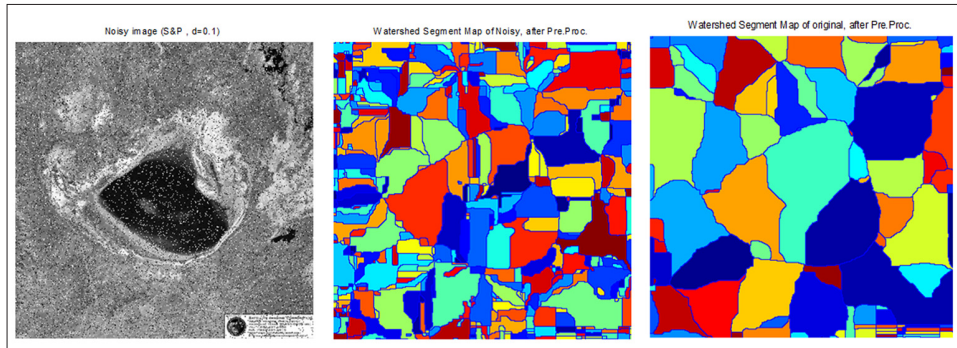 Noisy image (S&P , d=0.1)
Watershed Segment Map of Noisy, after Pre.Proc.
Watershed Segment Map of original, after Pre.Proc.